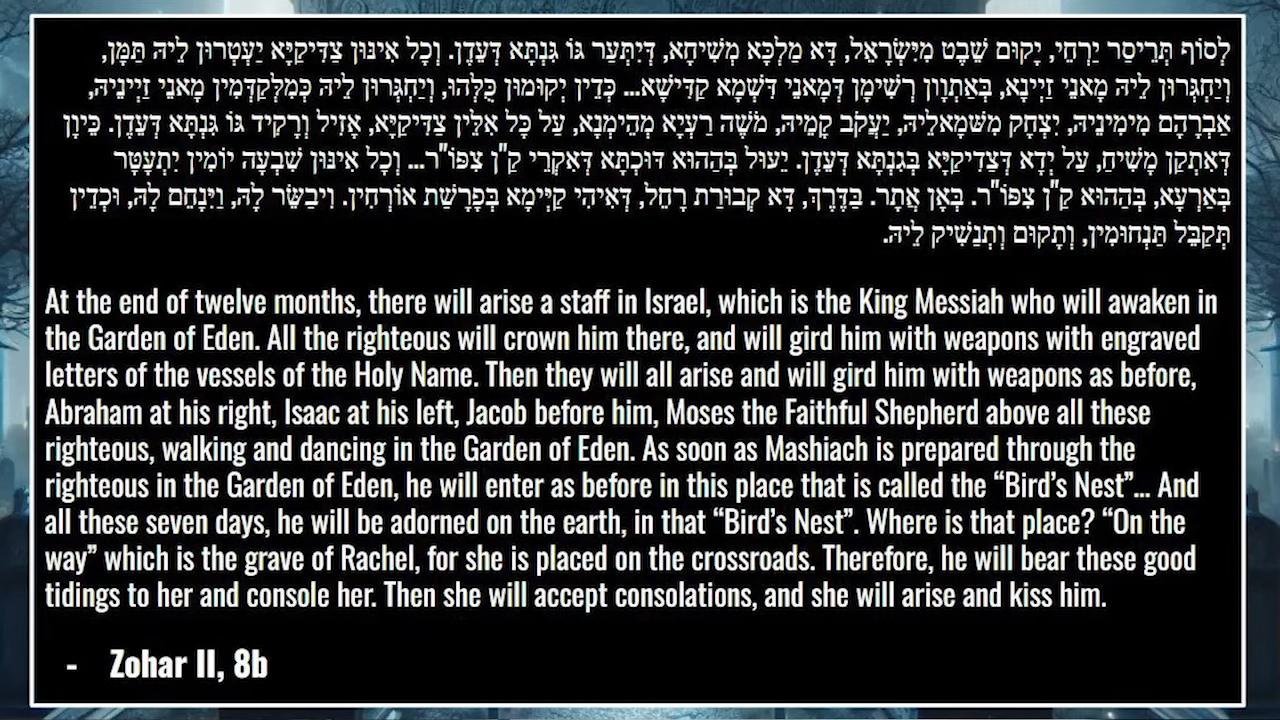 לְסוֹף תְּרֵיסַר יַרְחֵי, יָקוּם שֵׁבֶט מִיִּשְׂרָאֵל, דָּא מַלְכָּא מְשִׁיחָא, דְּיִתְּעַר גּוֹ גִּנְתָּא דְּעֵדֶן. וְכָל אִינּוּן צַדִּיקִיָּא יַעְטְרוּן לֵיהּ תַּמָּן,
וְיַחְגְּרוּן לֵיהּ מָאנֵי זַיְינָא, בְּאַתְוָון רְשִׁימָן דְּמָאנֵי דִּשְׁמָא קַדִּישָׁא... כְּדֵין יְקוּמוּן כֻּלְּהוּ, וְיַחְגְּרוּן לֵיהּ כְּמִלְּקַדְּמִין מָאנֵי זַיְינֵיהּ,
אַבְרָהָם מִימִינֵיהּ, יִצְחָק מִשְּׂמָאלֵיהּ, יַעֲקֹב קָמֵיהּ, מֹשֶׁה רַעְיָא מְהֵימְנָא, עַל כָּל אִלֵּין צַדִּיקִיָּא, אָזִיל וְרָקִיד גּוֹ גִּנְתָּא דְּעֵדֶן. כֵּיוָן
דְּאִתְקַן מָשִׁיחַ, עַל יְדָא דְּצַדִּיקִיָּא בְּגִנְתָּא דְּעֵדֶן. יֵעוּל בְּהַהוּא דּוּכְתָּא דְּאִקְרֵי קַ"ן צִפּוֹ"ר... וְכָל אִינּוּן שִׁבְעָה יוֹמִין יִתְעַטָּר
בְּאַרְעָא, בְּהַהוּא קַ"ן צִפּוֹ"ר. בְּאָן אֲתָר. בַּדֶּרֶךְ, דָּא קְבוּרַת רָחֵל, דְּאִיהִי קַיְּימָא בְּפָרָשַׁת אוֹרְחִין. וִיבַשֵּׂר לָהּ, וַיְּנַחֵם לָהּ, וּכְדֵין
תְּקַבֵּל תַּנְחוּמִין, וְתָקוּם וְתְנַשִּׁיק לֵיהּ.
At the end of twelve months, there will arise a staff in Israel, which is the King Messiah who will awaken in
the Garden of Eden. All the righteous will crown him there, and will gird him with weapons with engraved
letters of the vessels of the Holy Name. Then they will all arise and will gird him with weapons as before,
Abraham at his right, Isaac at his left, Jacob before him, Moses the Faithful Shepherd above all these
righteous, walking and dancing in the Garden of Eden. As soon as Mashiach is prepared through the
righteous in the Garden of Eden, he will enter as before in this place that is called the “Bird’s Nest”... And
all these seven days, he will be adorned on the earth, in that “Bird’s Nest”. Where is that place? “On the
way” which is the grave of Rachel, for she is placed on the crossroads. Therefore, he will bear these good
tidings to her and console her. Then she will accept consolations, and she will arise and kiss him.
- Zohar II, 8b